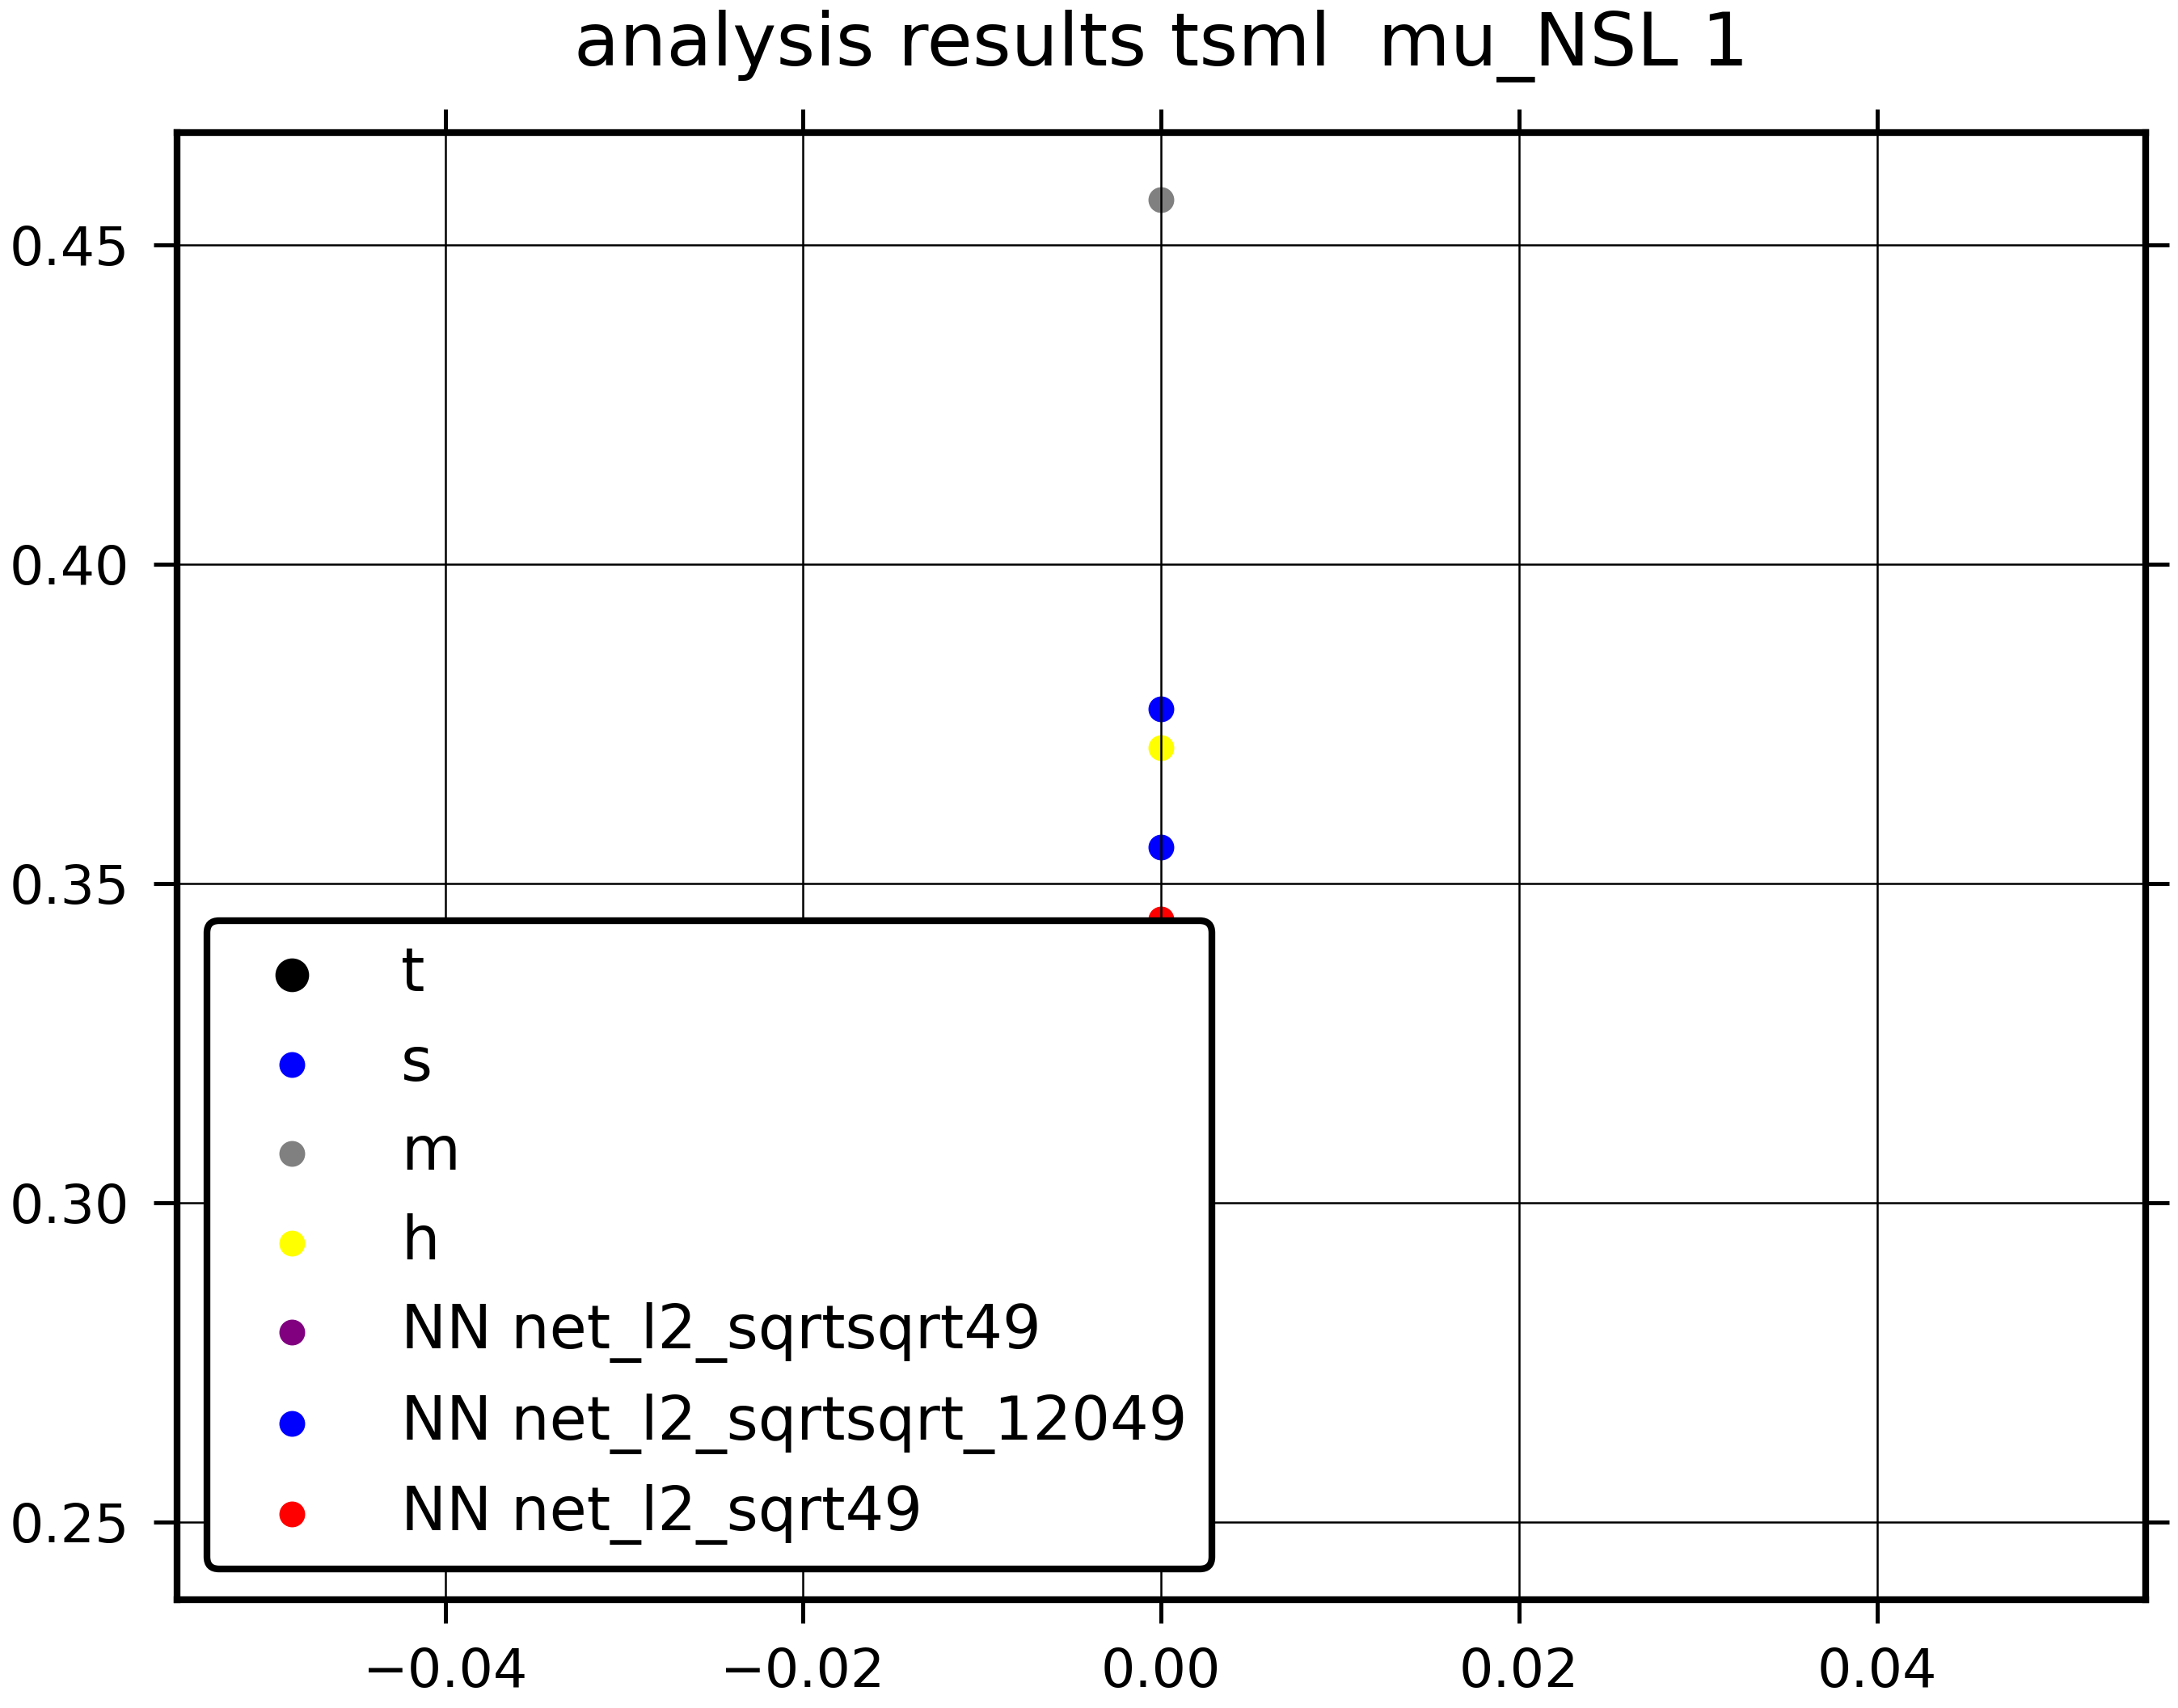 analysis results tsml  mu_NSL 1
0.45
0.40
0.35
0.30
0.25
t
s
m
h
NN net_l2_sqrtsqrt49
NN net_l2_sqrtsqrt_12049
NN net_l2_sqrt49
−0.04 −0.02 0.00 0.02 0.04